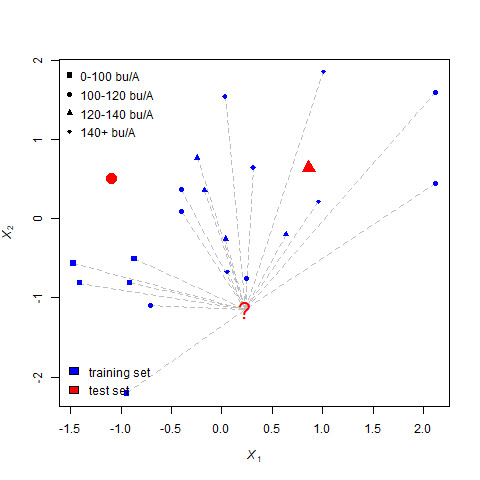 0-100 bu/A
100-120 bu/A
120-140 bu/A
140+ bu/A
?
training set
test set
X2
2
1
0
-1
-2
-1.5 -1.0 -0.5 0.0 0.5 1.0 1.5 2.0
X1